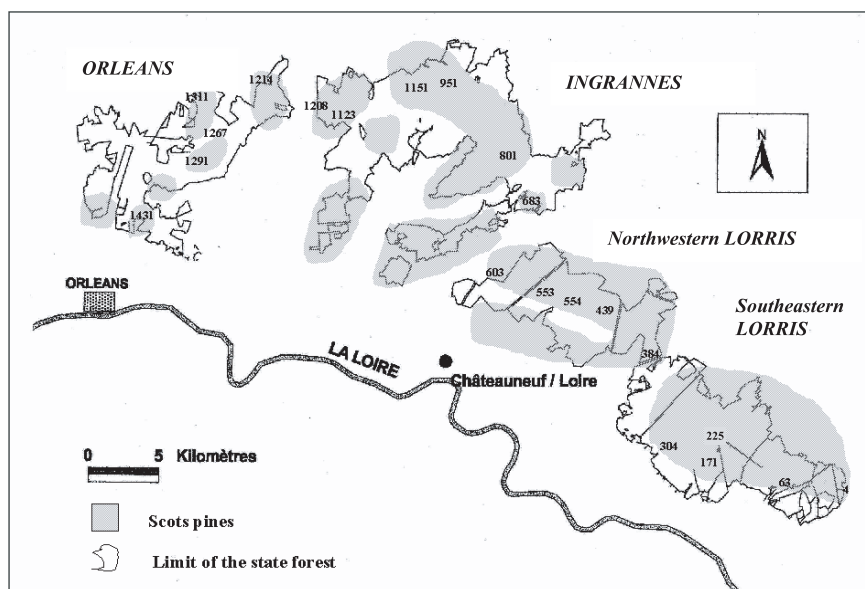 ORLEANS
INGRANNES
1214
1311
1208
1123
1151
951
1267
1291
801
N
1431
683
Northwestern LORRIS
603
553
554
439
Southeastern
LORRIS
ORLEANS
LA LOIRE
384
Châteauneuf / Loire
304
225
171
63
0 5 Kilomètres
Scots pines
Limit of the state forest